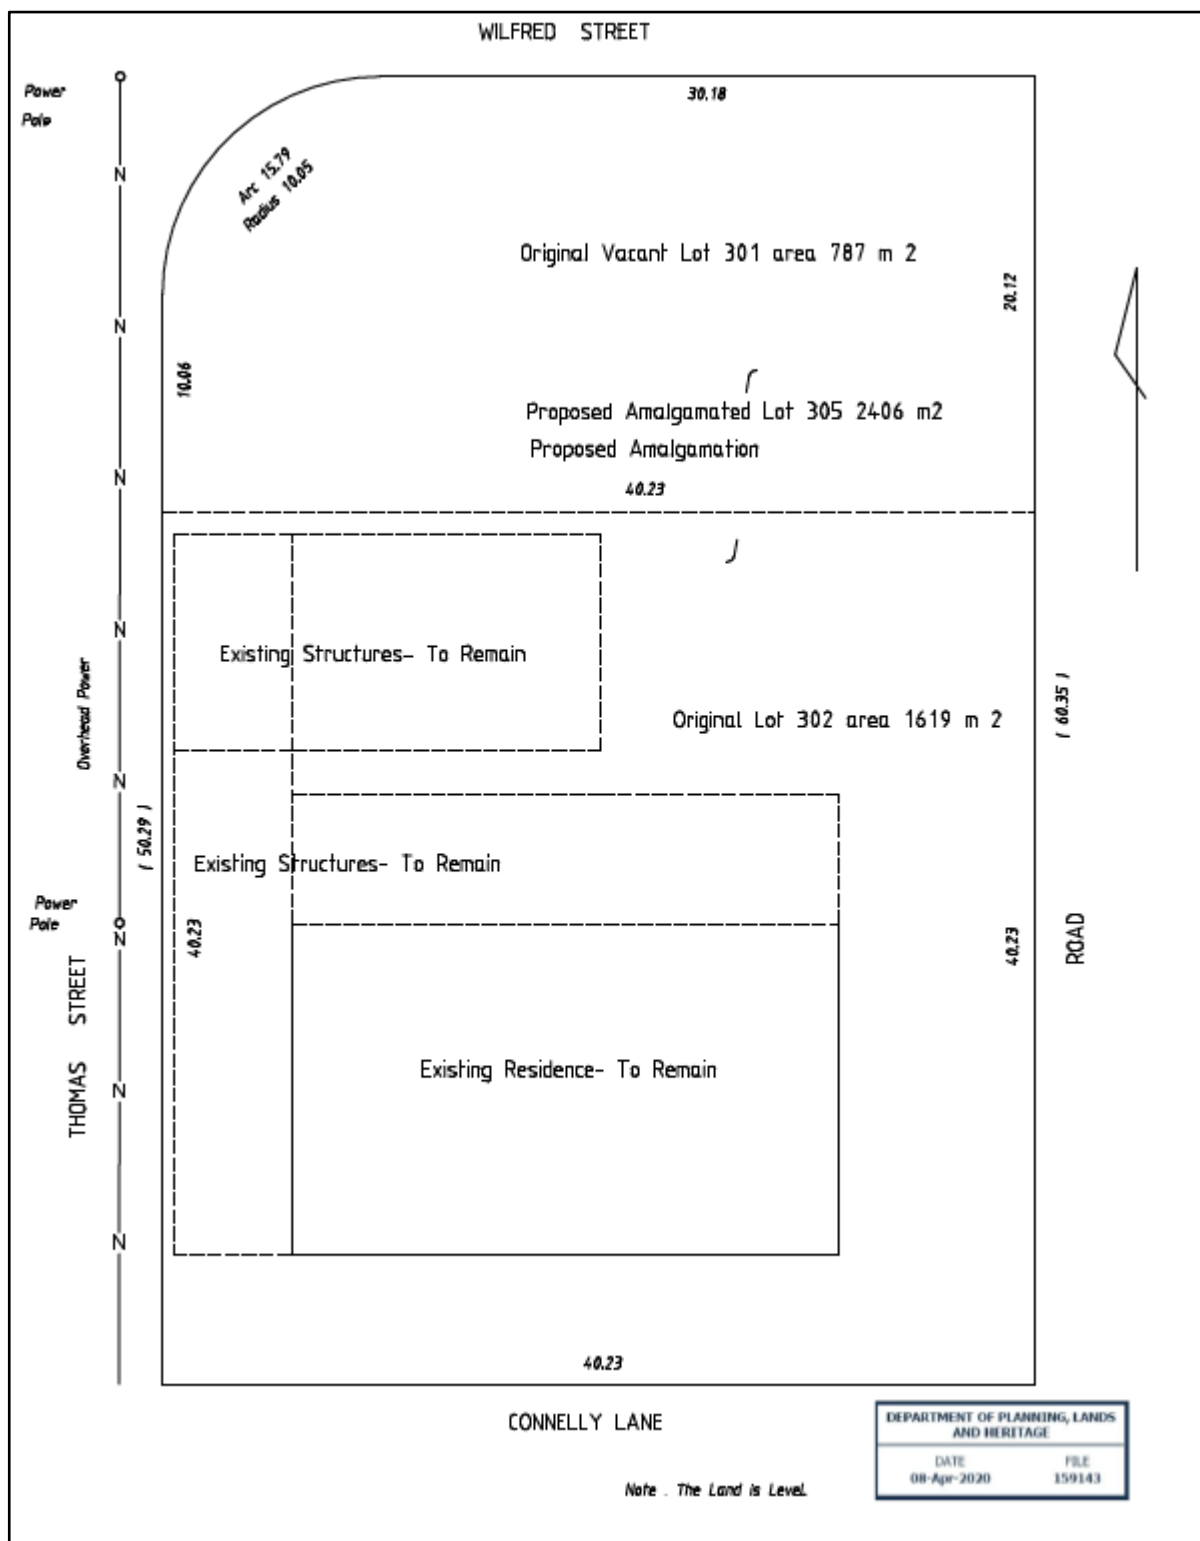 WILFRED STREET
Power
Pole
30.18
Arc 15.79
Radius 10.05
N
Original Vacant Lot 301 area 787 m 2
20.12
N
10.06
Proposed Amalgamated Lot 305 2406 m2
Proposed Amalgamation
N
40.23
Existing Structures- To Remain
N
Overhead Power
( 60.35 )
Original Lot 302 area 1619 m 2
N
( 50.29 )
Existing Structures- To Remain
Power
Pole
N
40.23
40.23
ROAD
THOMAS STREET
Existing Residence- To Remain
N
N
40.23
CONNELLY LANE
DEPARTMENT OF PLANNING, LANDS
AND HERITAGE
DATE FILE
08-Apr-2020 159143
Note . The Land is Level.